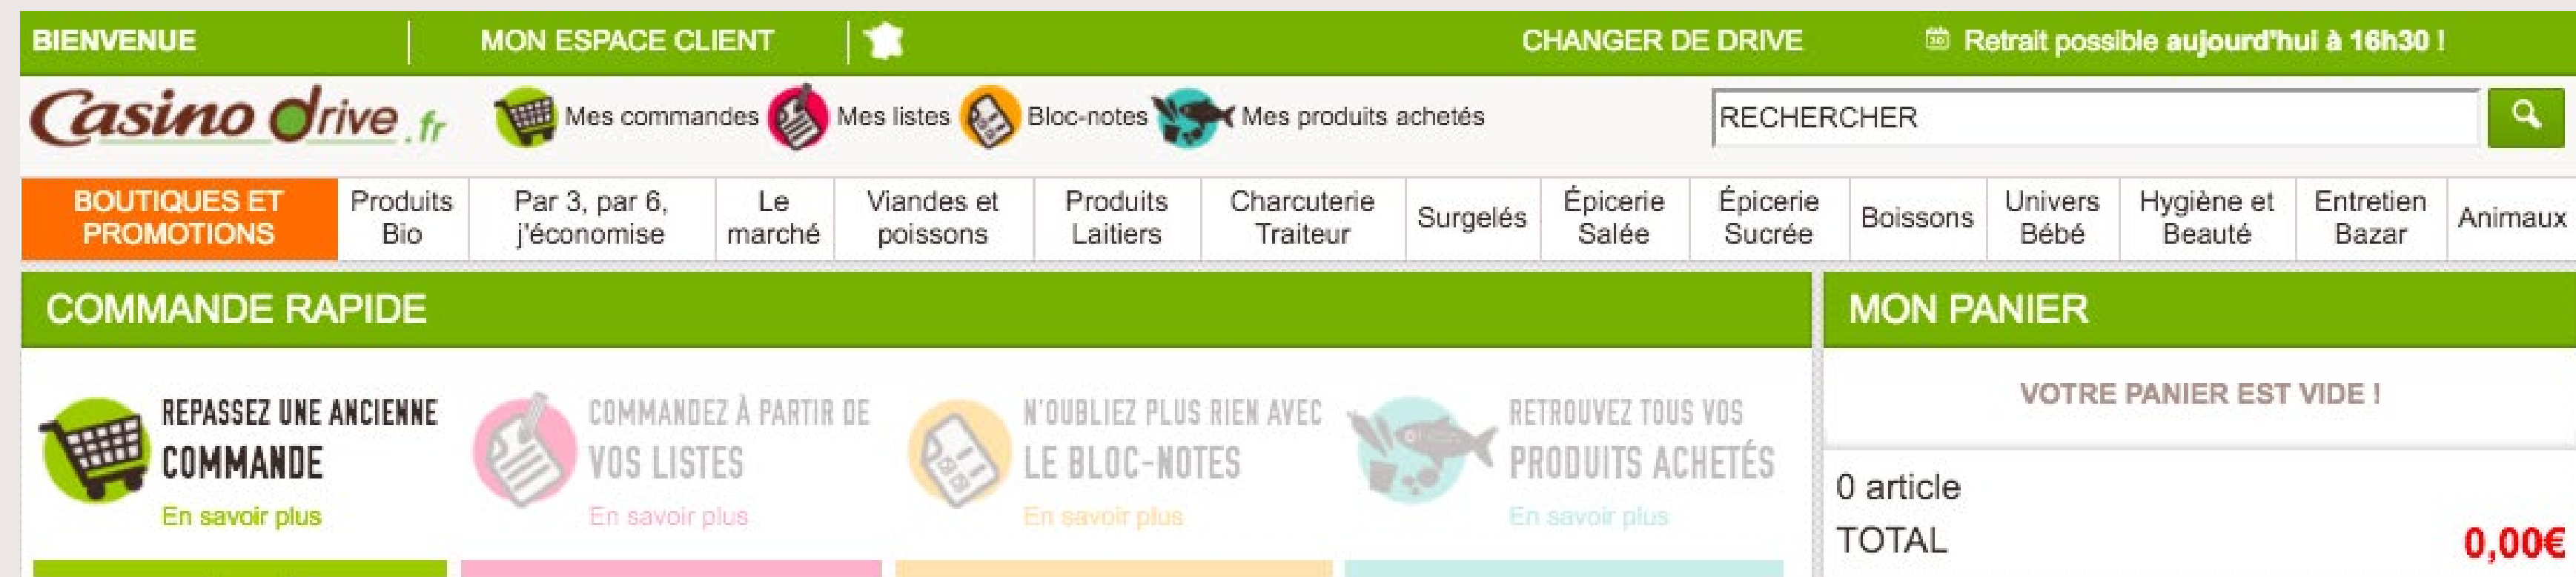 BIENVENUE
MON ESPACE CLIENT
CHANGER DE DRIVE
Retrait possible aujourd'hui à 16h30 !
Casino drive.fr
Mes commandes
Mes listes
Bloc-notes
Mes produits achetés
RECHERCHER
BOUTIQUES ET
PROMOTIONS
Produits
Bio
Par 3, par 6,
j'économise
Le
marché
Viandes et
poissons
Produits
Laitiers
Charcuterie
Traiteur
Surgelés
Épicerie
Salée
Épicerie
Sucrée
Boissons
Univers
Bébé
Hygiène et
Beauté
Entretien
Bazar
Animaux
COMMANDE RAPIDE
REPASSEZ UNE ANCIENNE
COMMANDE
En savoir plus
COMMANDEZ À PARTIR DE
VOS LISTES
En savoir plus
N'OUBLIEZ PLUS RIEN AVEC
LE BLOC-NOTES
En savoir plus
RETROUVEZ TOUS VOS
PRODUITS ACHETÉS
En savoir plus
MON PANIER
VOTRE PANIER EST VIDE !
0 article
TOTAL
0,00€